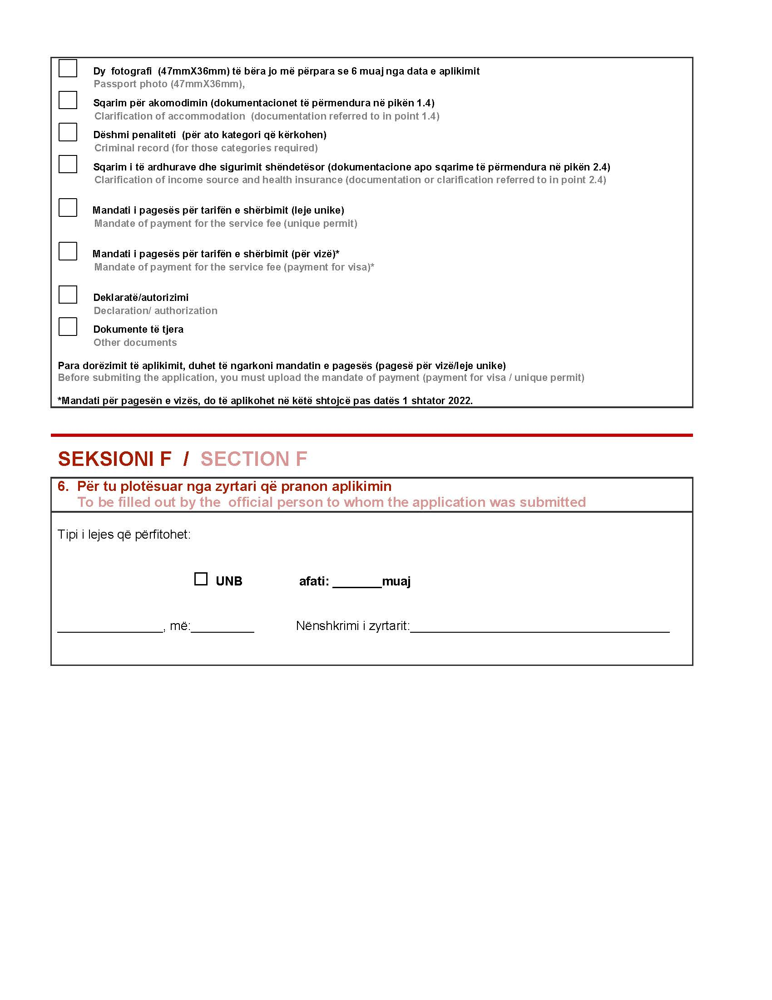 Dy  fotografi  (47mmX36mm) të bëra jo më përpara se 6 muaj nga data e aplikimit
Passport photo (47mmX36mm),
Sqarim për akomodimin (dokumentacionet të përmendura në pikën 1.4)
Clarification of accommodation  (documentation referred to in point 1.4)
Dëshmi penaliteti  (për ato kategori që kërkohen)
Criminal record (for those categories required)
Sqarim i të ardhurave dhe sigurimit shëndetësor (dokumentacione apo sqarime të përmendura në pikën 2.4)
Clarification of income source and health insurance (documentation or clarification referred to in point 2.4)
Mandati i pagesës për tarifën e shërbimit (leje unike)
Mandate of payment for the service fee (unique permit)
Mandati i pagesës për tarifën e shërbimit (për vizë)*
Mandate of payment for the service fee (payment for visa)*
Deklaratë/autorizimi
Declaration/ authorization
Dokumente të tjera
Other documents
Para dorëzimit të aplikimit, duhet të ngarkoni mandatin e pagesës (pagesë për vizë/leje unike)
Before submiting the application, you must upload the mandate of payment (payment for visa / unique permit)
*Mandati për pagesën e vizës, do të aplikohet në këtë shtojcë pas datës 1 shtator 2022.
SEKSIONI F  /  SECTION F
6.  Për tu plotësuar nga zyrtari që pranon aplikimin
To be filled out by the  official person to whom the application was submitted
Tipi i lejes që përfitohet:
☐ UNB afati: _______muaj
_______________, më:_________ Nënshkrimi i zyrtarit:_____________________________________